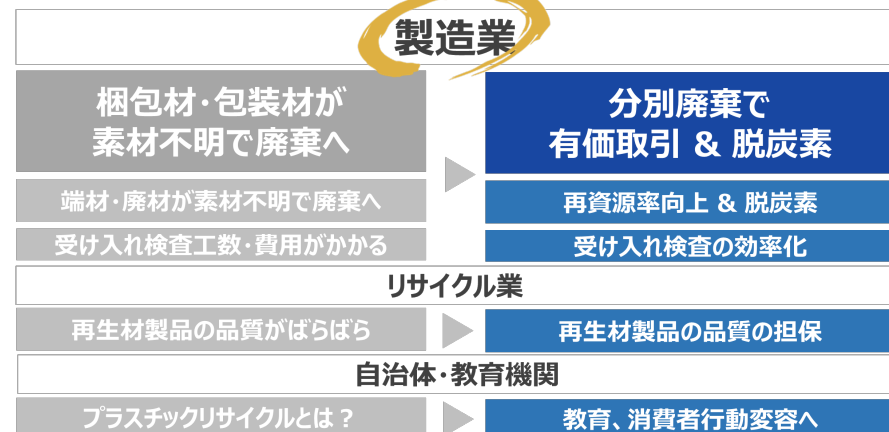 製造業
梱包材･包装材が
素材不明で廃棄へ
分別廃棄で
有価取引 & 脱炭素
端材･廃材が素材不明で廃棄へ
再資源率向上 & 脱炭素
受け入れ検査工数･費用がかかる
受け入れ検査の効率化
リサイクル業
再生材製品の品質がばらばら
再生材製品の品質の担保
自治体･教育機関
プラスチックリサイクルとは？
教育、消費者行動変容へ